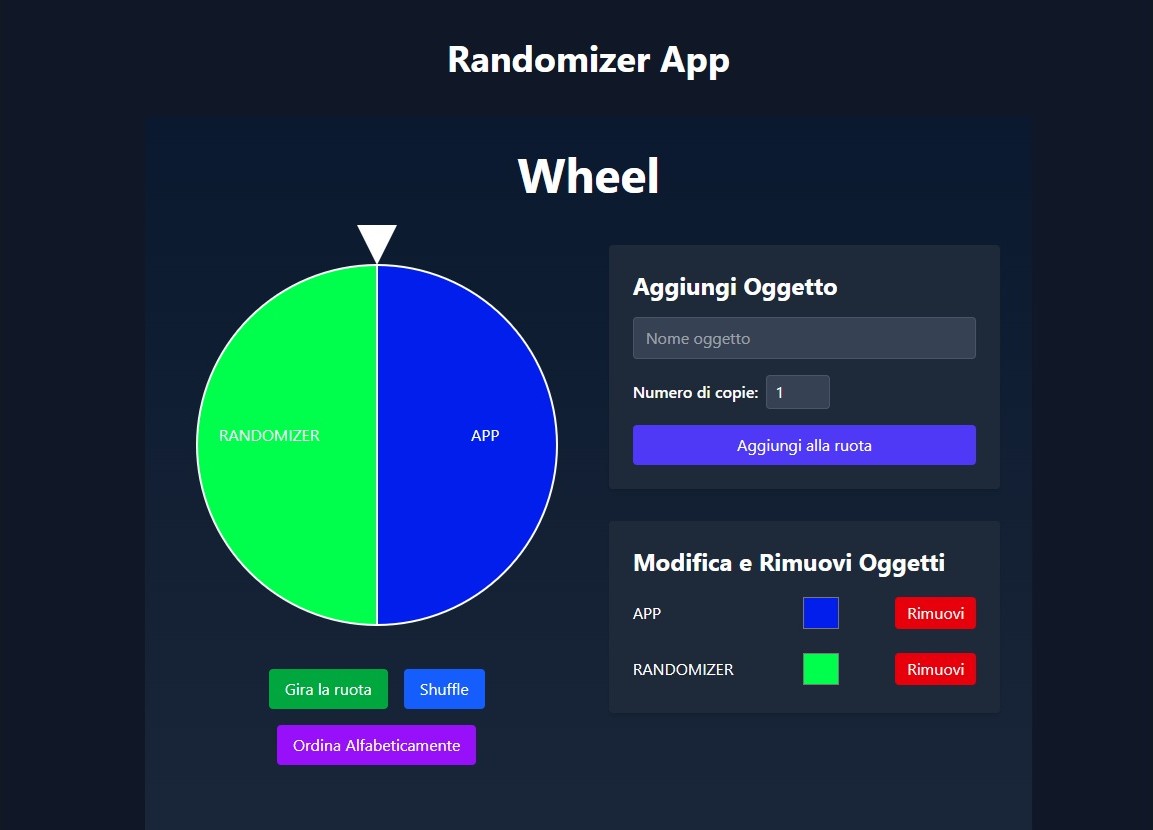 Randomizer App
Wheel
RANDOMIZER
APP
Gira la ruota
Shuffle
Ordina Alfabeticamente
Aggiungi Oggetto
Nome oggetto
Numero di copie: 1
Aggiungi alla ruota
Modifica e Rimuovi Oggetti
APP Rimuovi
RANDOMIZER Rimuovi